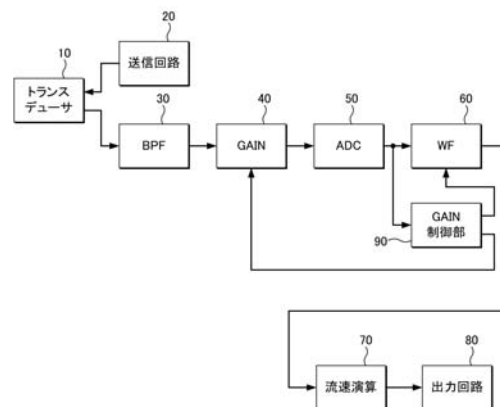 20
送信回路
10
トランス
デューサ
30
BPF
40
GAIN
50
ADC
60
WF
GAIN
制御部
90
70
流速演算
80
出力回路